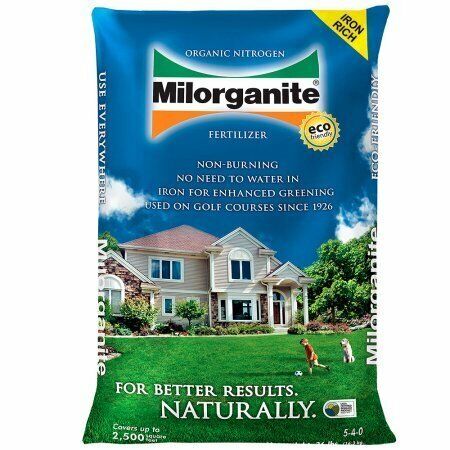 IRON
RICH
ORGANIC NITROGEN
Milorganite®
FERTILIZER
eco
friendly
NON-BURNING
NO NEED TO WATER IN
IRON FOR ENHANCED GREENING
USED ON GOLF COURSES SINCE 1926
USE EVERYWHERE
ECO FRIENDLY
Milorganite
Milorganite
FOR BETTER RESULTS.
NATURALLY.
Covers up to
2,500 square feet
5-4-0